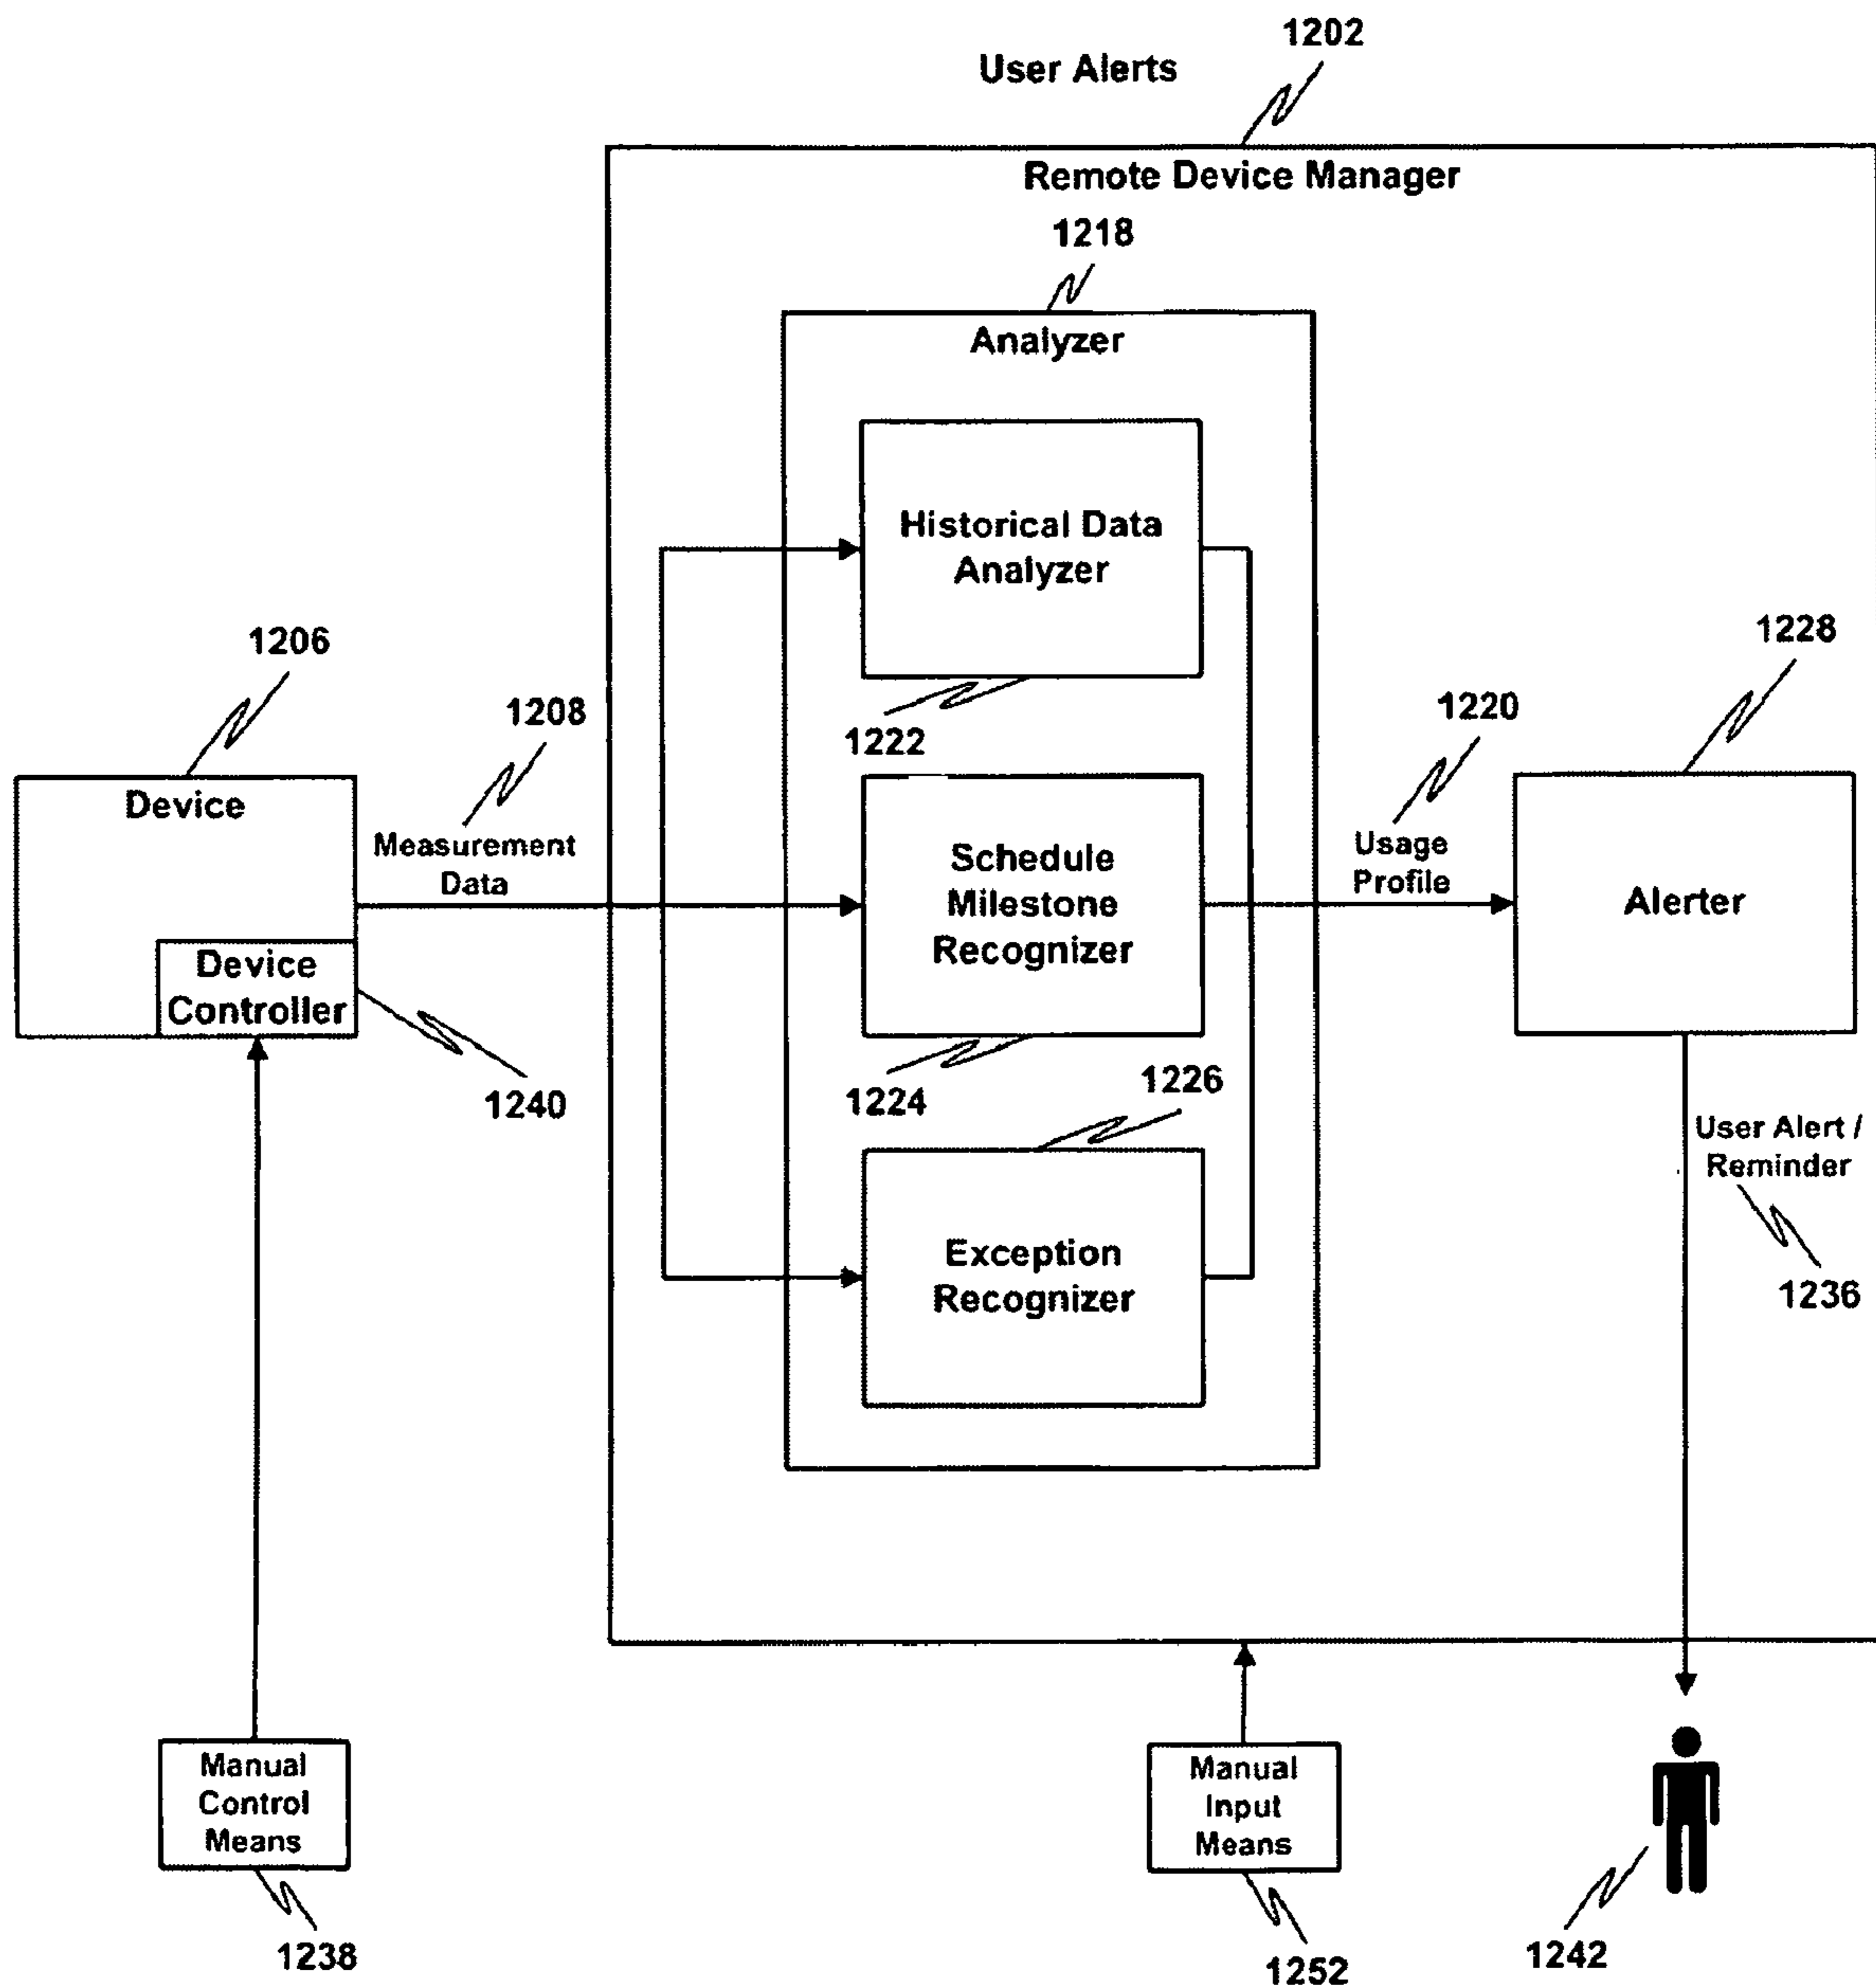 1202
User Alerts
Remote Device Manager
1218
Analyzer
Historical Data
Analyzer
1222
1206
Device
1208
Measurement
Data
Device
Controller
1240
Schedule
Milestone
Recognizer
1224
1226
Exception
Recognizer
1220
Usage
Profile
1228
Alerter
User Alert /
Reminder
1236
Manual
Control
Means
1238
Manual
Input
Means
1252
1242